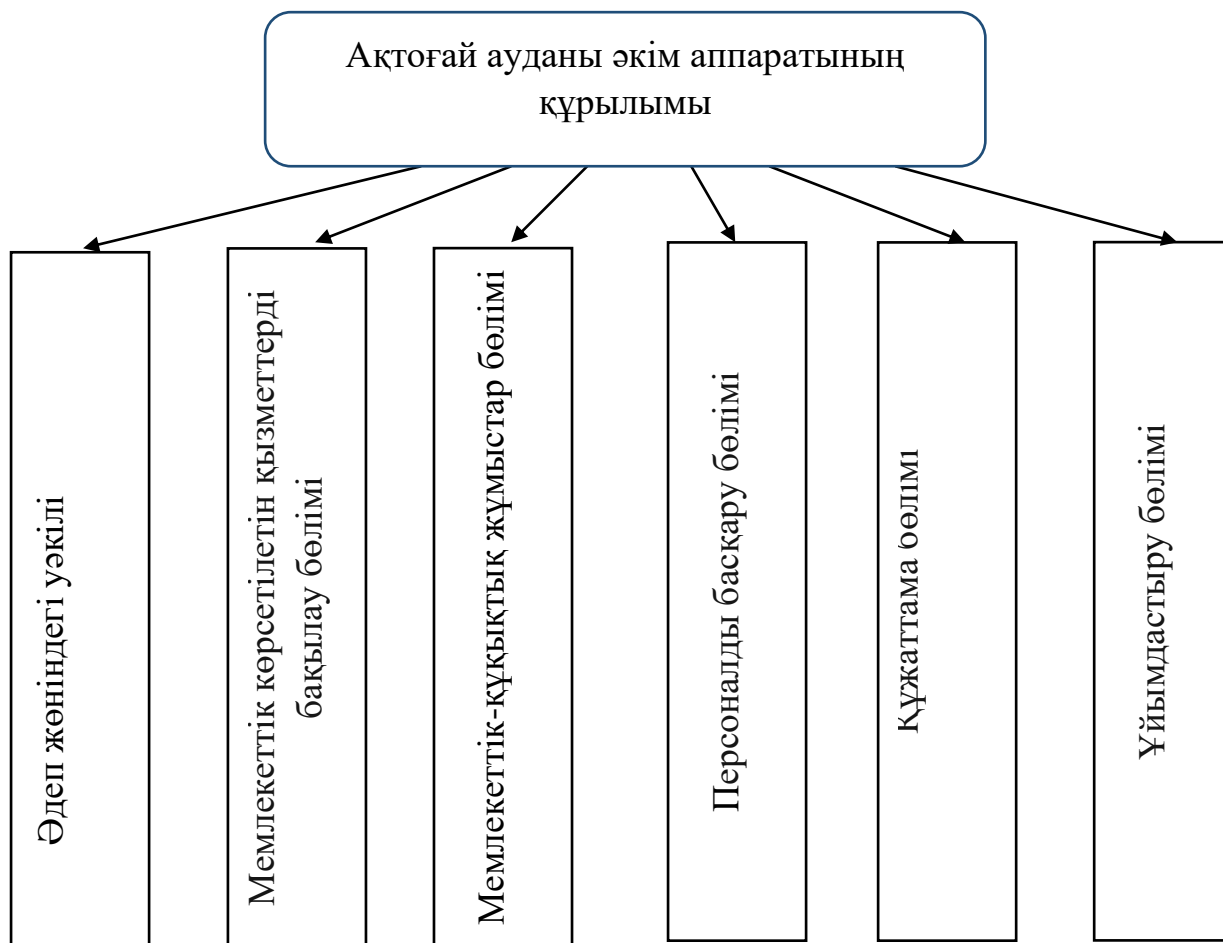 Ақтоғай ауданы әкім аппаратының
құрылымы
Әдеп жөніндегі уәкілі
Мемлекеттік көрсетілетін қызметтерді
бақылау бөлімі
Мемлекеттік-құқықтық жұмыстар бөлімі
Персоналды басқару бөлімі
Құжаттама бөлімі
Ұйымдастыру бөлімі